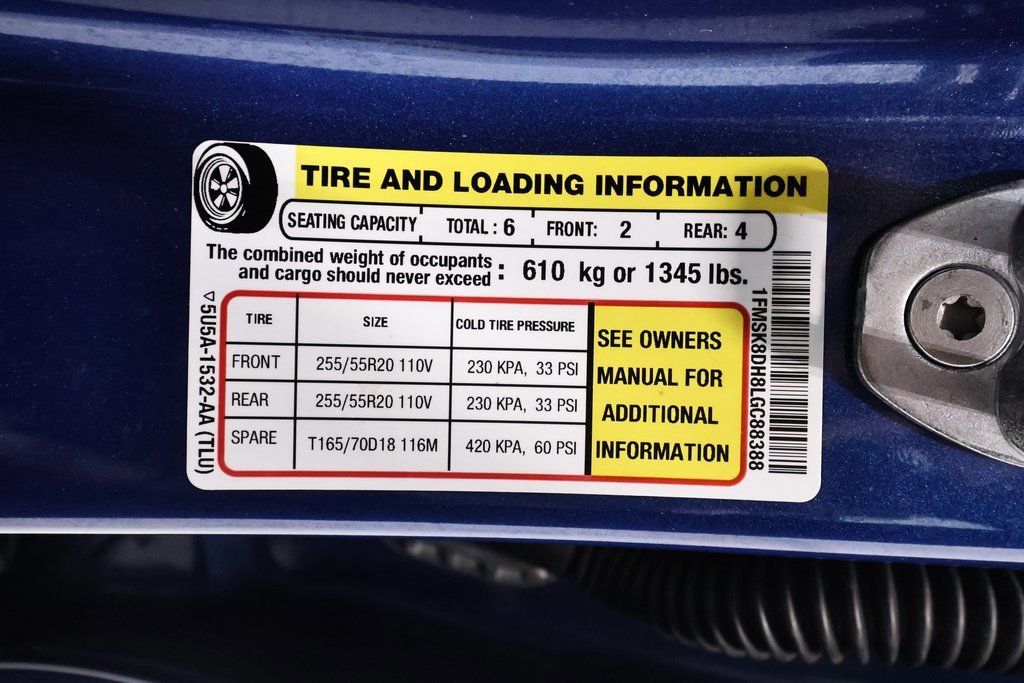 TIRE AND LOADING INFORMATION
SEATING CAPACITY TOTAL : 6 FRONT: 2 REAR: 4
The combined weight of occupants
and cargo should never exceed : 610 kg or 1345 lbs.
TIRE SIZE COLD TIRE PRESSURE
FRONT 255/55R20 110V 230 KPA, 33 PSI
REAR 255/55R20 110V 230 KPA, 33 PSI
SPARE T165/70D18 116M 420 KPA, 60 PSI
SEE OWNERS
MANUAL FOR
ADDITIONAL
INFORMATION
▽5U5A-1532-AA (TLU)
1FMSK8DH8LGC88388